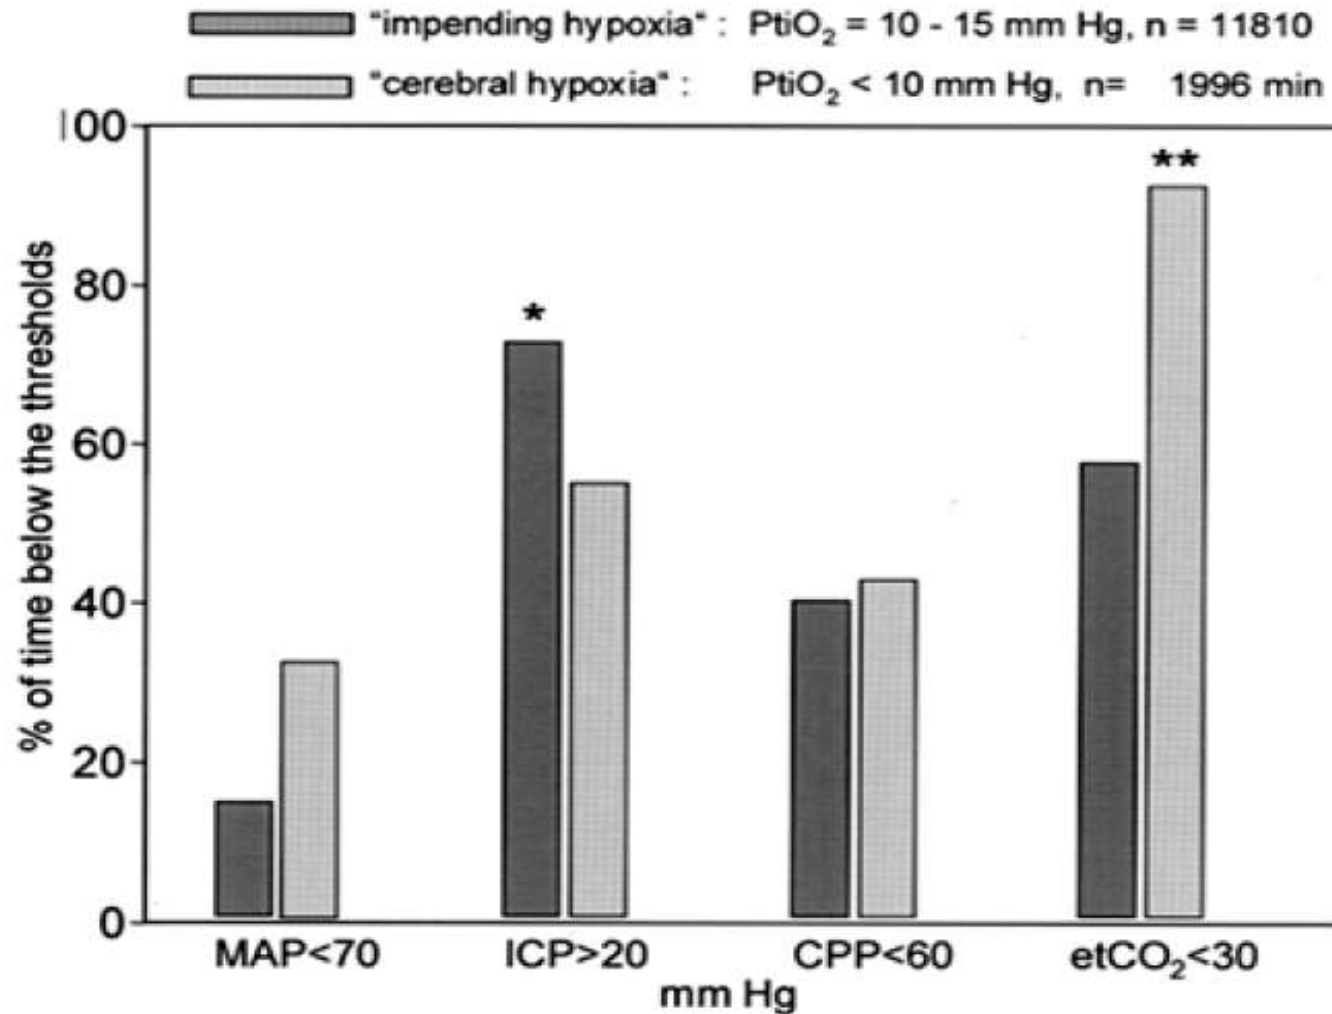 "impending hypoxia" : PtiO₂ = 10 - 15 mm Hg, n = 11810
"cerebral hypoxia" : PtiO₂ < 10 mm Hg, n= 1996 min
100
80
60
40
20
0
% of time below the thresholds
*
**
MAP<70 ICP>20 CPP<60 etCO₂<30
mm Hg